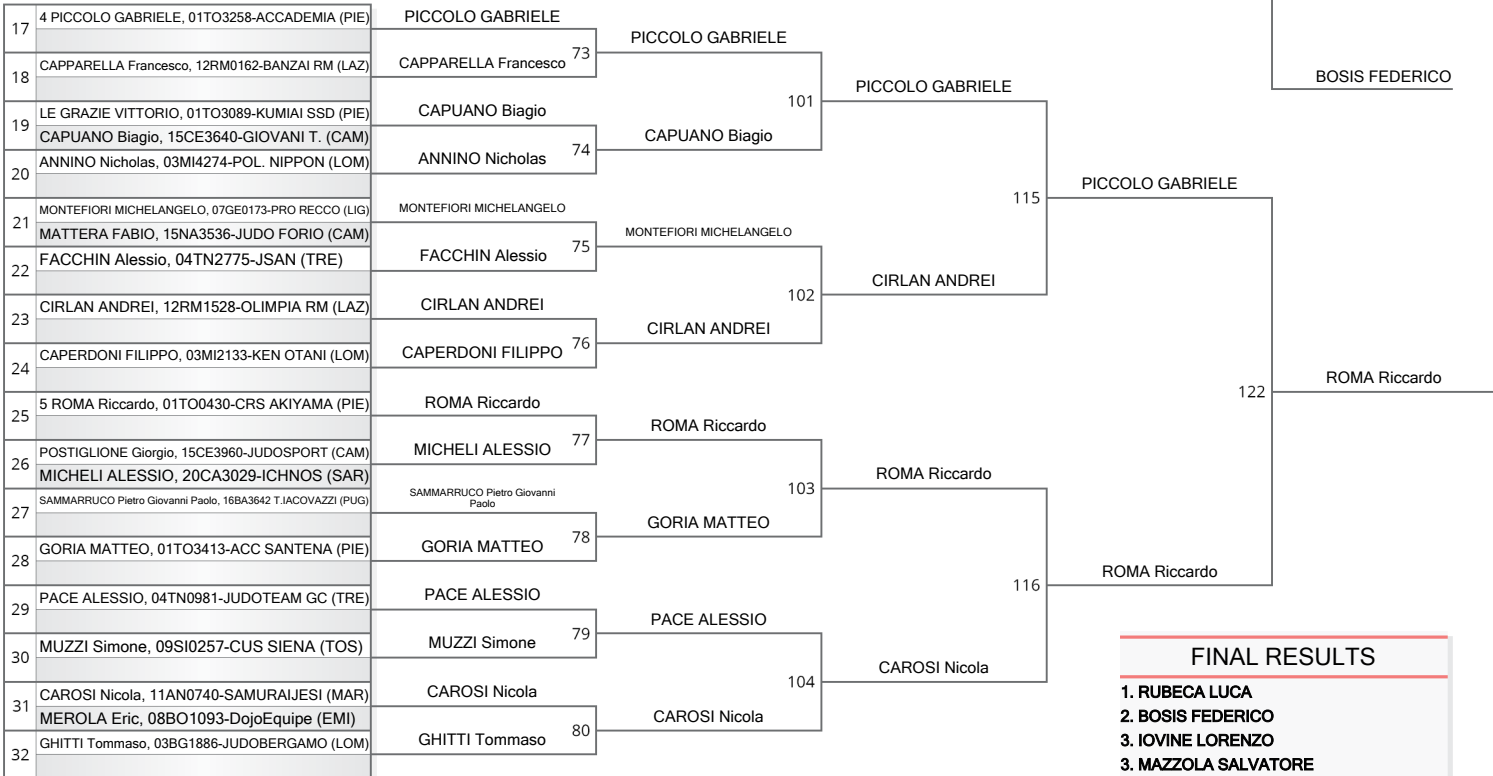 17
4 PICCOLO GABRIELE, 01TO3258-ACCADEMIA (PIE)
18
CAPPARELLA Francesco, 12RM0162-BANZAI RM (LAZ)
19
LE GRAZIE VITTORIO, 01TO3089-KUMIAI SSD (PIE)
CAPUANO Biagio, 15CE3640-GIOVANI T. (CAM)
20
ANNINO Nicholas, 03MI4274-POL. NIPPON (LOM)
21
MONTEFIORI MICHELANGELO, 07GE0173-PRO RECCO (LIG)
MATTERA FABIO, 15NA3536-JUDO FORIO (CAM)
22
FACCHIN Alessio, 04TN2775-JSAN (TRE)
23
CIRLAN ANDREI, 12RM1528-OLIMPIA RM (LAZ)
24
CAPERDONI FILIPPO, 03MI2133-KEN OTANI (LOM)
25
5 ROMA Riccardo, 01TO0430-CRS AKIYAMA (PIE)
26
POSTIGLIONE Giorgio, 15CE3960-JUDOSPORT (CAM)
MICHELI ALESSIO, 20CA3029-ICHNOS (SAR)
27
SAMMARRUCO Pietro Giovanni Paolo, 16BA3642 T.IACOVAZZI (PUG)
28
GORIA MATTEO, 01TO3413-ACC SANTENA (PIE)
29
PACE ALESSIO, 04TN0981-JUDOTEAM GC (TRE)
30
MUZZI Simone, 09SI0257-CUS SIENA (TOS)
31
CAROSI Nicola, 11AN0740-SAMURAIJESI (MAR)
MEROLA Eric, 08BO1093-DojoEquipe (EMI)
32
GHITTI Tommaso, 03BG1886-JUDOBERGAMO (LOM)
PICCOLO GABRIELE
73
CAPPARELLA Francesco
CAPUANO Biagio
74
ANNINO Nicholas
MONTEFIORI MICHELANGELO
75
FACCHIN Alessio
CIRLAN ANDREI
76
CAPERDONI FILIPPO
ROMA Riccardo
77
MICHELI ALESSIO
SAMMARRUCO Pietro Giovanni
Paolo
78
GORIA MATTEO
PACE ALESSIO
79
MUZZI Simone
CAROSI Nicola
80
GHITTI Tommaso
PICCOLO GABRIELE
101
CAPUANO Biagio
MONTEFIORI MICHELANGELO
102
CIRLAN ANDREI
ROMA Riccardo
103
GORIA MATTEO
PACE ALESSIO
104
CAROSI Nicola
PICCOLO GABRIELE
115
CIRLAN ANDREI
ROMA Riccardo
116
CAROSI Nicola
PICCOLO GABRIELE
122
ROMA Riccardo
BOSIS FEDERICO
ROMA Riccardo
FINAL RESULTS
1. RUBECA LUCA
2. BOSIS FEDERICO
3. IOVINE LORENZO
3. MAZZOLA SALVATORE